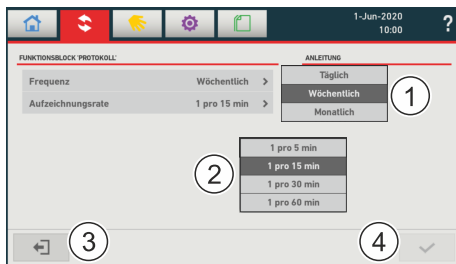 1-Jun-2020
10:00
?
FUNKTIONSBLOCK 'PROTOKOLL'
ANLEITUNG
Frequenz
Wöchentlich >
Aufzeichnungsrate
1 pro 15 min >
Täglich
Wöchentlich
Monatlich
1
1 pro 5 min
1 pro 15 min
1 pro 30 min
1 pro 60 min
2
3
4